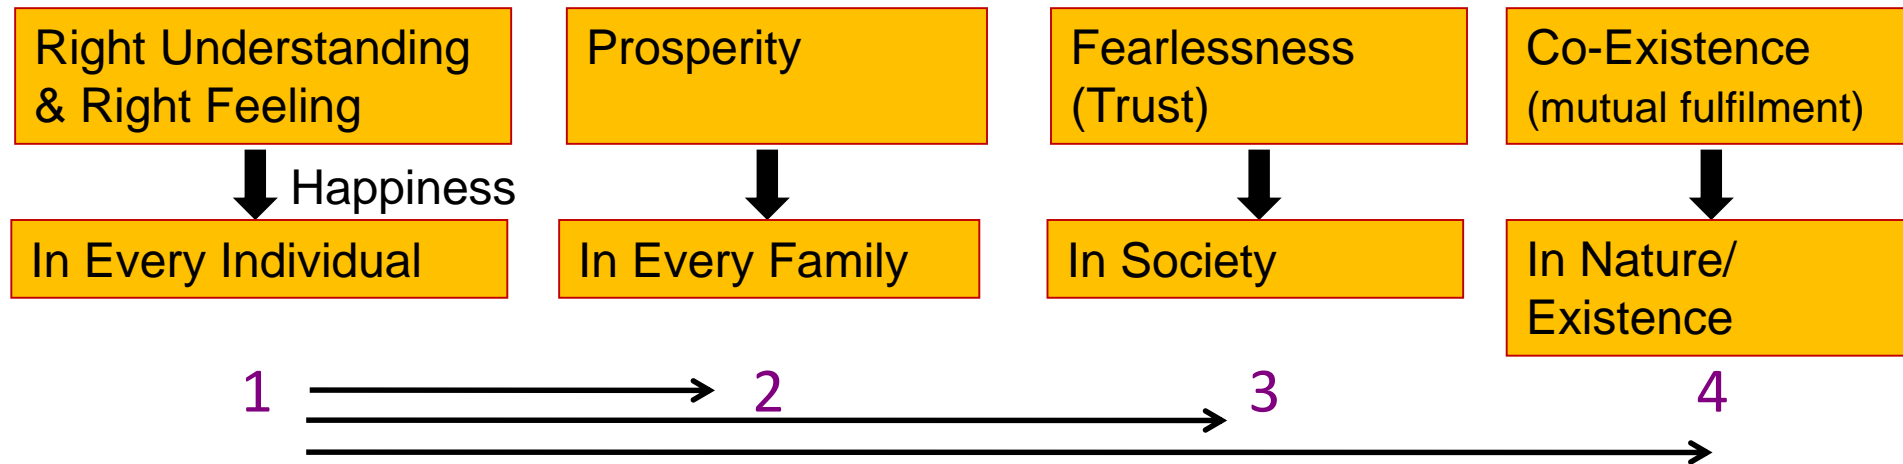 Right Understanding
& Right Feeling
Prosperity
Fearlessness
(Trust)
Co-Existence
(mutual fulfilment)
Happiness
In Every Individual
In Every Family
In Society
In Nature/
Existence
1
2
3
4